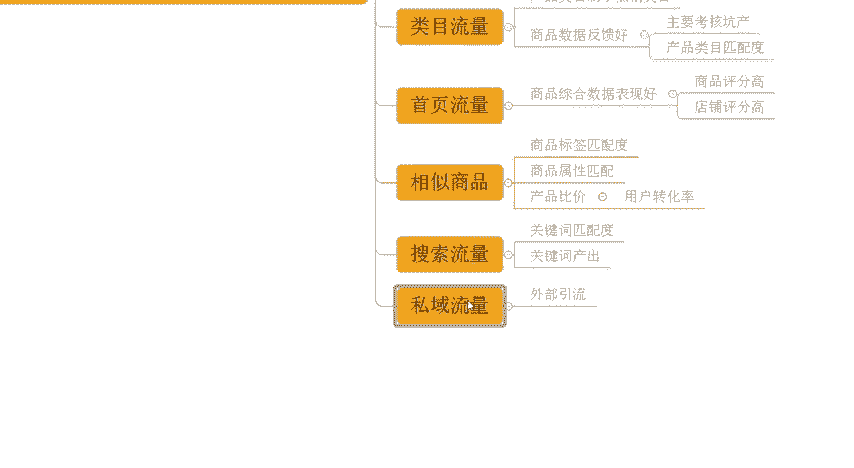 类目流量
商品数据反馈好
主要考核坑产
产品类目匹配度
首页流量
商品综合数据表现好
商品评分高
店铺评分高
相似商品
商品标签匹配度
商品属性匹配
产品比价
用户转化率
搜索流量
关键词匹配度
关键词产出
私域流量
外部引流